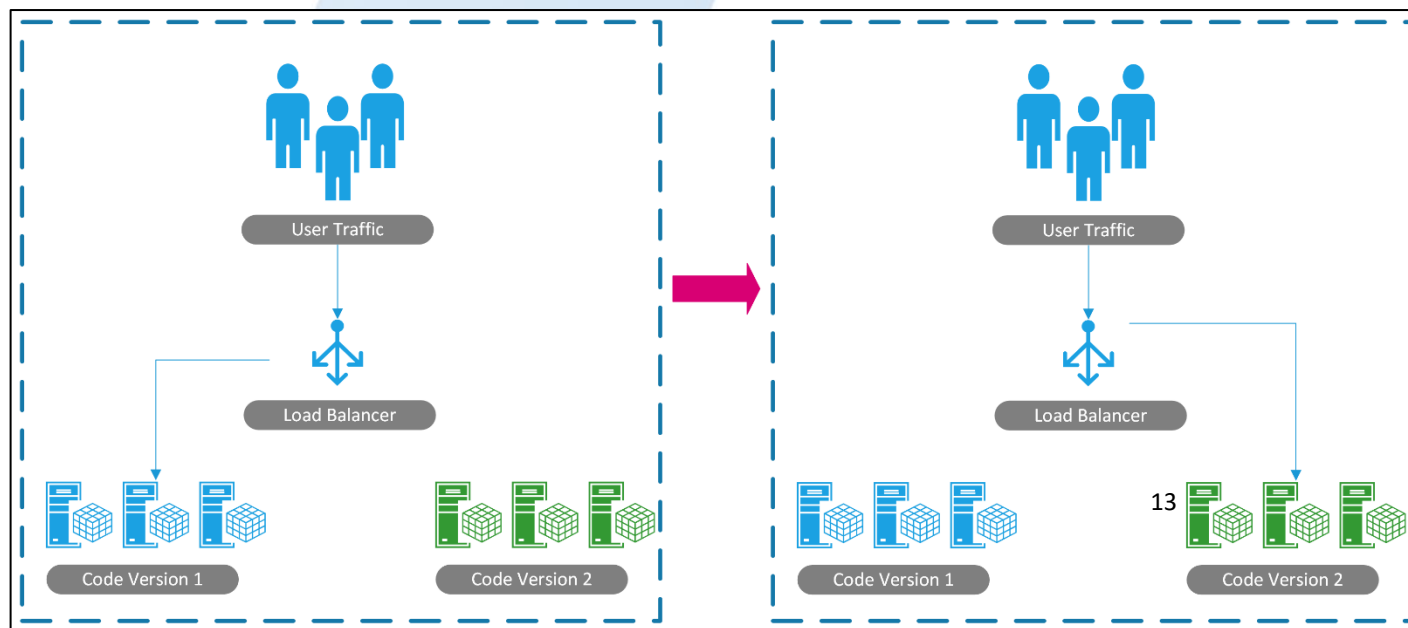 User Traffic
User Traffic
Load Balancer
Load Balancer
13
Code Version 1
Code Version 2
Code Version 1
Code Version 2